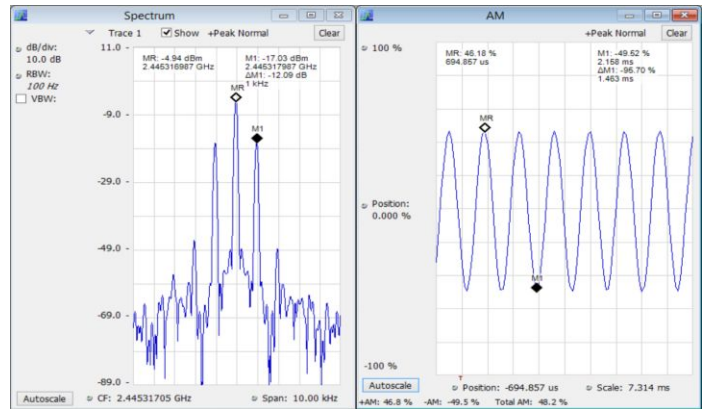 Spectrum
Trace 1 Show +Peak Normal Clear
dB/div:
10.0 dB
RBW:
100 Hz
VBW:
11.0
MR: -4.94 dBm
2.445316987 GHz
M1: -17.03 dBm
2.445317987 GHz
ΔM1: -12.09 dB
1 kHz
MR
M1
-9.0
-29.0
-49.0
-69.0
-89.0
Autoscale CF: 2.44531705 GHz Span: 10.00 kHz
AM
+Peak Normal Clear
100 %
MR: 46.18 %
694.857 us
M1: -49.52 %
2.158 ms
ΔM1: -96.70 %
1.463 ms
MR
Position:
0.000 %
M1
-100 %
T
Autoscale Position: -694.857 us Scale: 7.314 ms
+AM: 46.8 % -AM: -49.5 % Total AM: 48.2 %